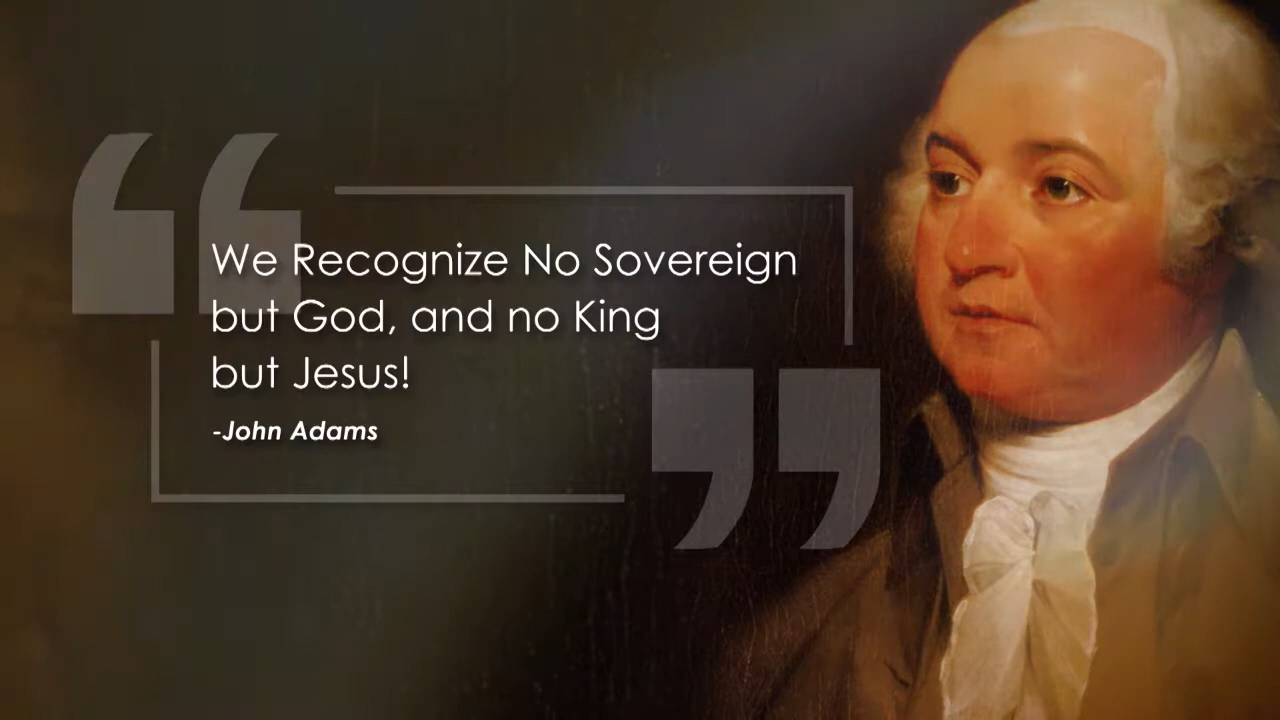 We Recognize No Sovereign
but God, and no King
but Jesus!
-John Adams